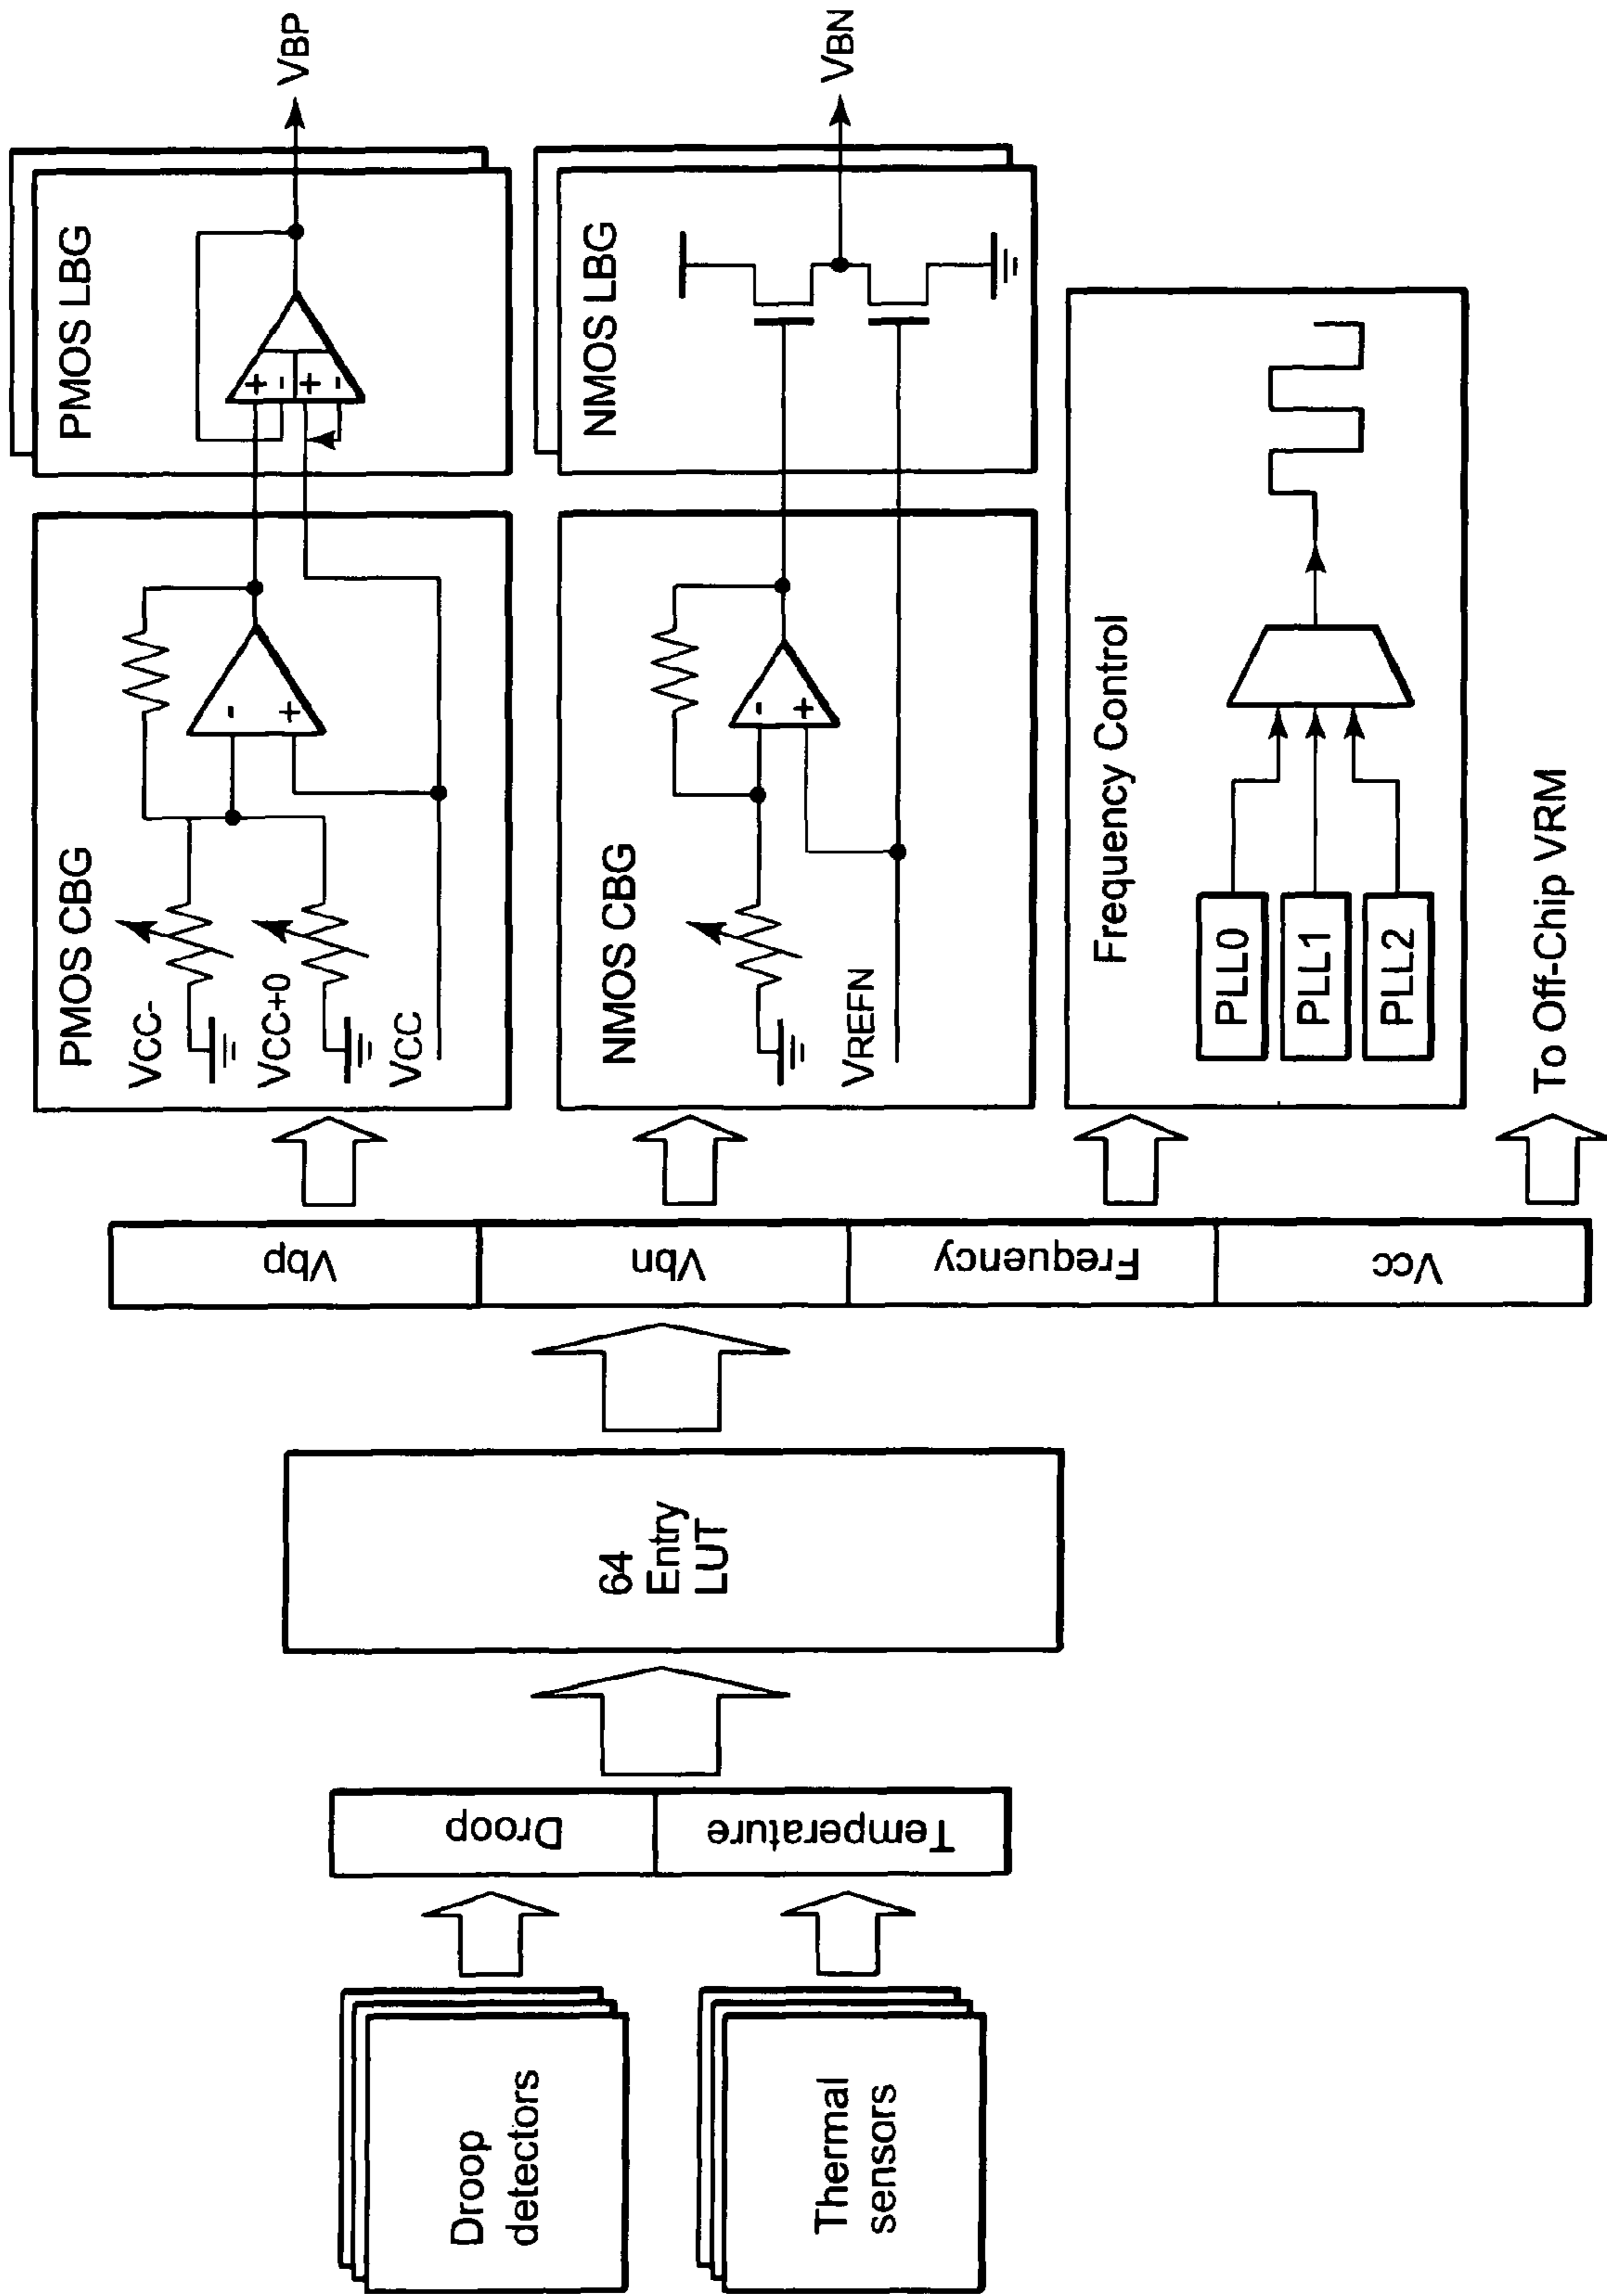 Droop
detectors
Thermal
sensors
Droop
Temperature
64
Entry
LUT
Vbp
Vbn
Frequency
Vcc
PMOS CBG
VCC-
VCC+0
VCC
-
+
PMOS LBG
+
-
+
-
VBP
NMOS CBG
VREFN
-
+
NMOS LBG
VBN
Frequency Control
PLL0
PLL1
PLL2
To Off-Chip VRM